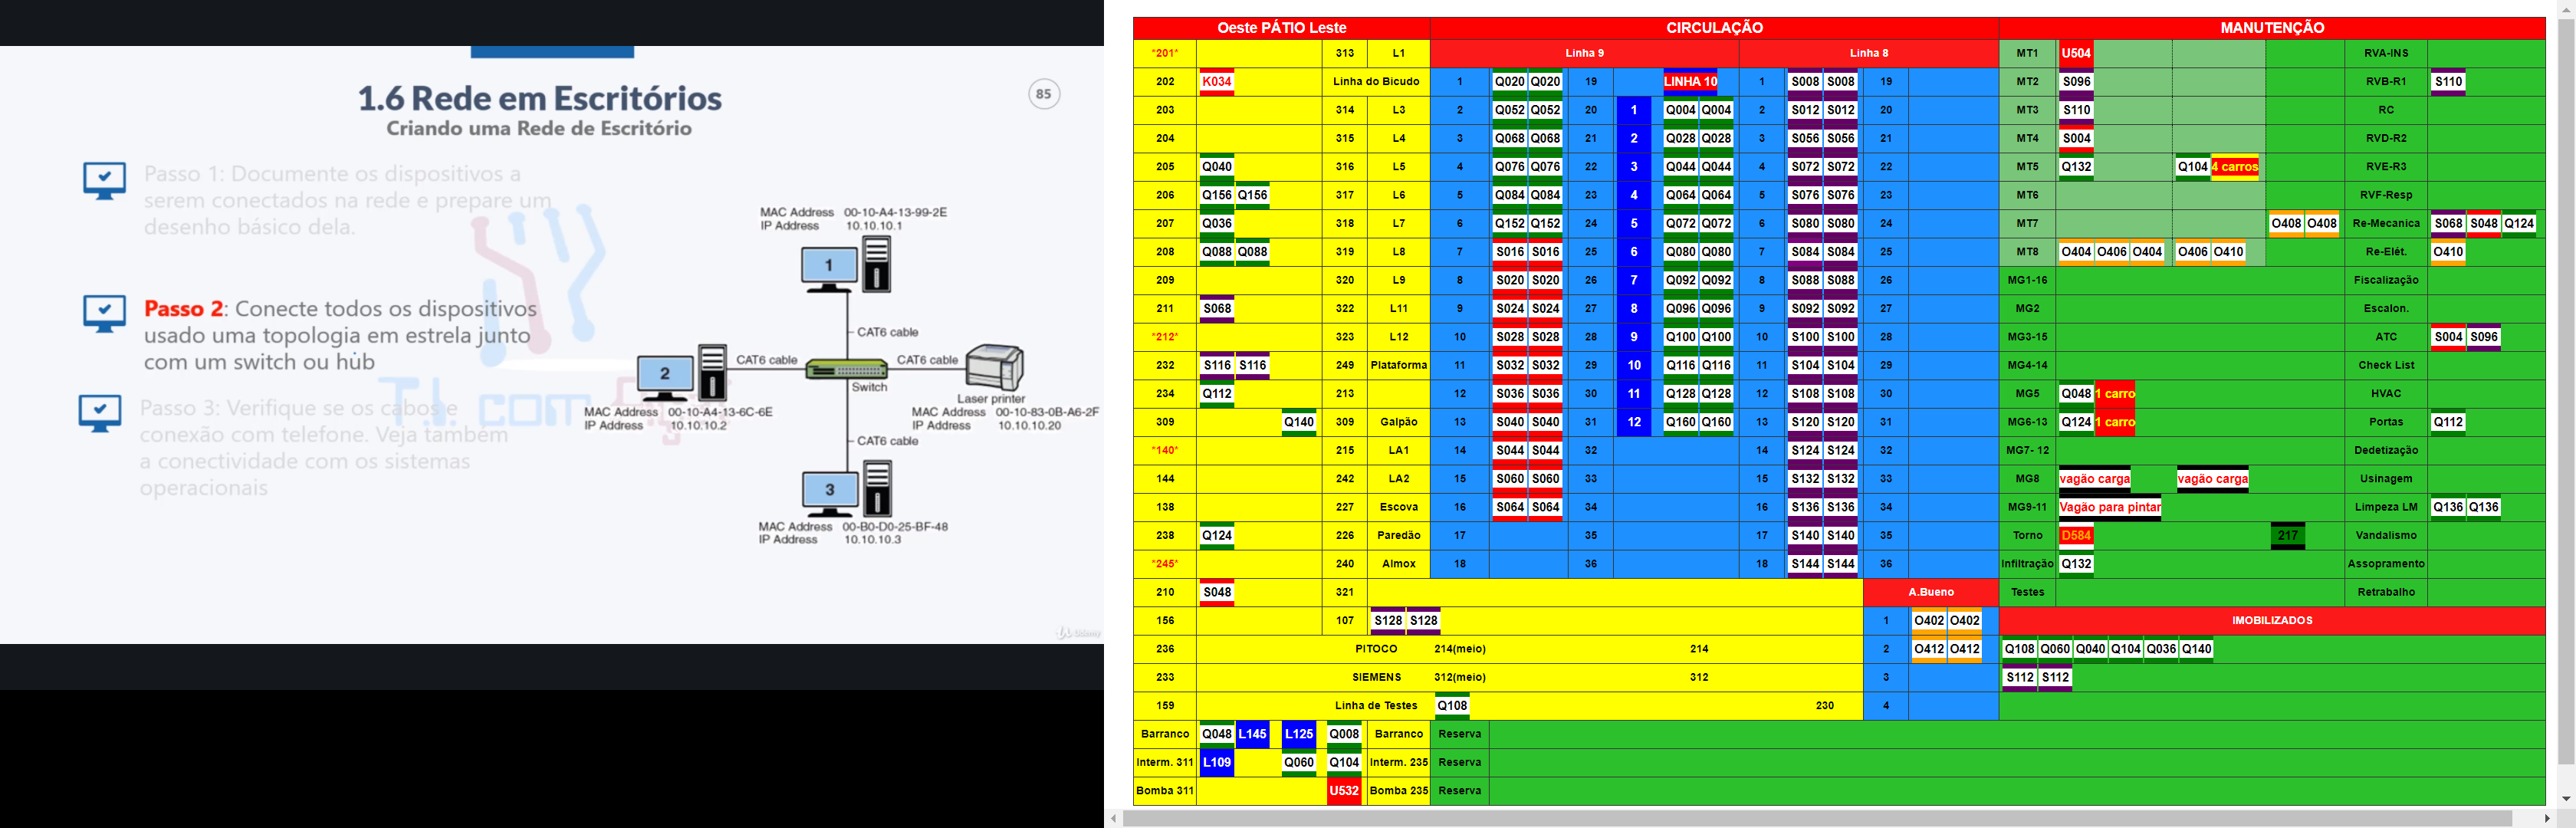 1.6 Rede em Escritórios
Criando uma Rede de Escritório
85
Passo 1: Documente os dispositivos a
serem conectados na rede e prepare um
desenho básico dela.
Passo 2: Conecte todos os dispositivos
usado uma topologia em estrela junto
com um switch ou hub
Passo 3: Verifique se os cabos e
conexão com telefone. Veja também
a conectividade com os sistemas
operacionais
T.I. com
MAC Address 00-10-A4-13-99-2E
IP Address 10.10.10.1
1
CAT6 cable
2
CAT6 cable
CAT6 cable
Switch
Laser printer
MAC Address 00-10-A4-13-6C-6E
IP Address 10.10.10.2
MAC Address 00-10-83-0B-A6-2F
IP Address 10.10.10.20
CAT6 cable
3
MAC Address 00-B0-D0-25-BF-48
IP Address 10.10.10.3
Udemy
Oeste PÁTIO Leste CIRCULAÇÃO MANUTENÇÃO
*201* 313 L1 Linha 9 Linha 8 MT1 U504 RVA-INS
202 K034 Linha do Bicudo 1 Q020 Q020 19 LINHA 10 1 S008 S008 19 MT2 S096 RVB-R1 S110
203 314 L3 2 Q052 Q052 20 1 Q004 Q004 2 S012 S012 20 MT3 S110 RC
204 315 L4 3 Q068 Q068 21 2 Q028 Q028 3 S056 S056 21 MT4 S004 RVD-R2
205 Q040 316 L5 4 Q076 Q076 22 3 Q044 Q044 4 S072 S072 22 MT5 Q132 Q104 4 carros RVE-R3
206 Q156 Q156 317 L6 5 Q084 Q084 23 4 Q064 Q064 5 S076 S076 23 MT6 RVF-Resp
207 Q036 318 L7 6 Q152 Q152 24 5 Q072 Q072 6 S080 S080 24 MT7 O408 O408 Re-Mecanica S068 S048 Q124
208 Q088 Q088 319 L8 7 S016 S016 25 6 Q080 Q080 7 S084 S084 25 MT8 O404 O406 O404 O406 O410 Re-Elét. O410
209 320 L9 8 S020 S020 26 7 Q092 Q092 8 S088 S088 26 MG1-16 Fiscalização
211 S068 322 L11 9 S024 S024 27 8 Q096 Q096 9 S092 S092 27 MG2 Escalon.
*212* 323 L12 10 S028 S028 28 9 Q100 Q100 10 S100 S100 28 MG3-15 ATC S004 S096
232 S116 S116 249 Plataforma 11 S032 S032 29 10 Q116 Q116 11 S104 S104 29 MG4-14 Check List
234 Q112 213 12 S036 S036 30 11 Q128 Q128 12 S108 S108 30 MG5 Q048 1 carro HVAC
309 Q140 309 Galpão 13 S040 S040 31 12 Q160 Q160 13 S120 S120 31 MG6-13 Q124 1 carro Portas Q112
*140* 215 LA1 14 S044 S044 32 14 S124 S124 32 MG7- 12 Dedetização
144 242 LA2 15 S060 S060 33 15 S132 S132 33 MG8 vagão carga vagão carga Usinagem
138 227 Escova 16 S064 S064 34 16 S136 S136 34 MG9-11 Vagão para pintar Limpeza LM Q136 Q136
238 Q124 226 Paredão 17 35 17 S140 S140 35 Torno D584 217 Vandalismo
*245* 240 Almox 18 36 18 S144 S144 36 Infiltração Q132 Assopramento
210 S048 321 A.Bueno Testes Retrabalho
156 107 S128 S128 1 O402 O402 IMOBILIZADOS
236 PITOCO 214(meio) 214 2 O412 O412 Q108 Q060 Q040 Q104 Q036 Q140
233 SIEMENS 312(meio) 312 3 S112 S112
159 Linha de Testes Q108 230 4
Barranco Q048 L145 L125 Q008 Barranco Reserva
Interm. 311 L109 Q060 Q104 Interm. 235 Reserva
Bomba 311 U532 Bomba 235 Reserva